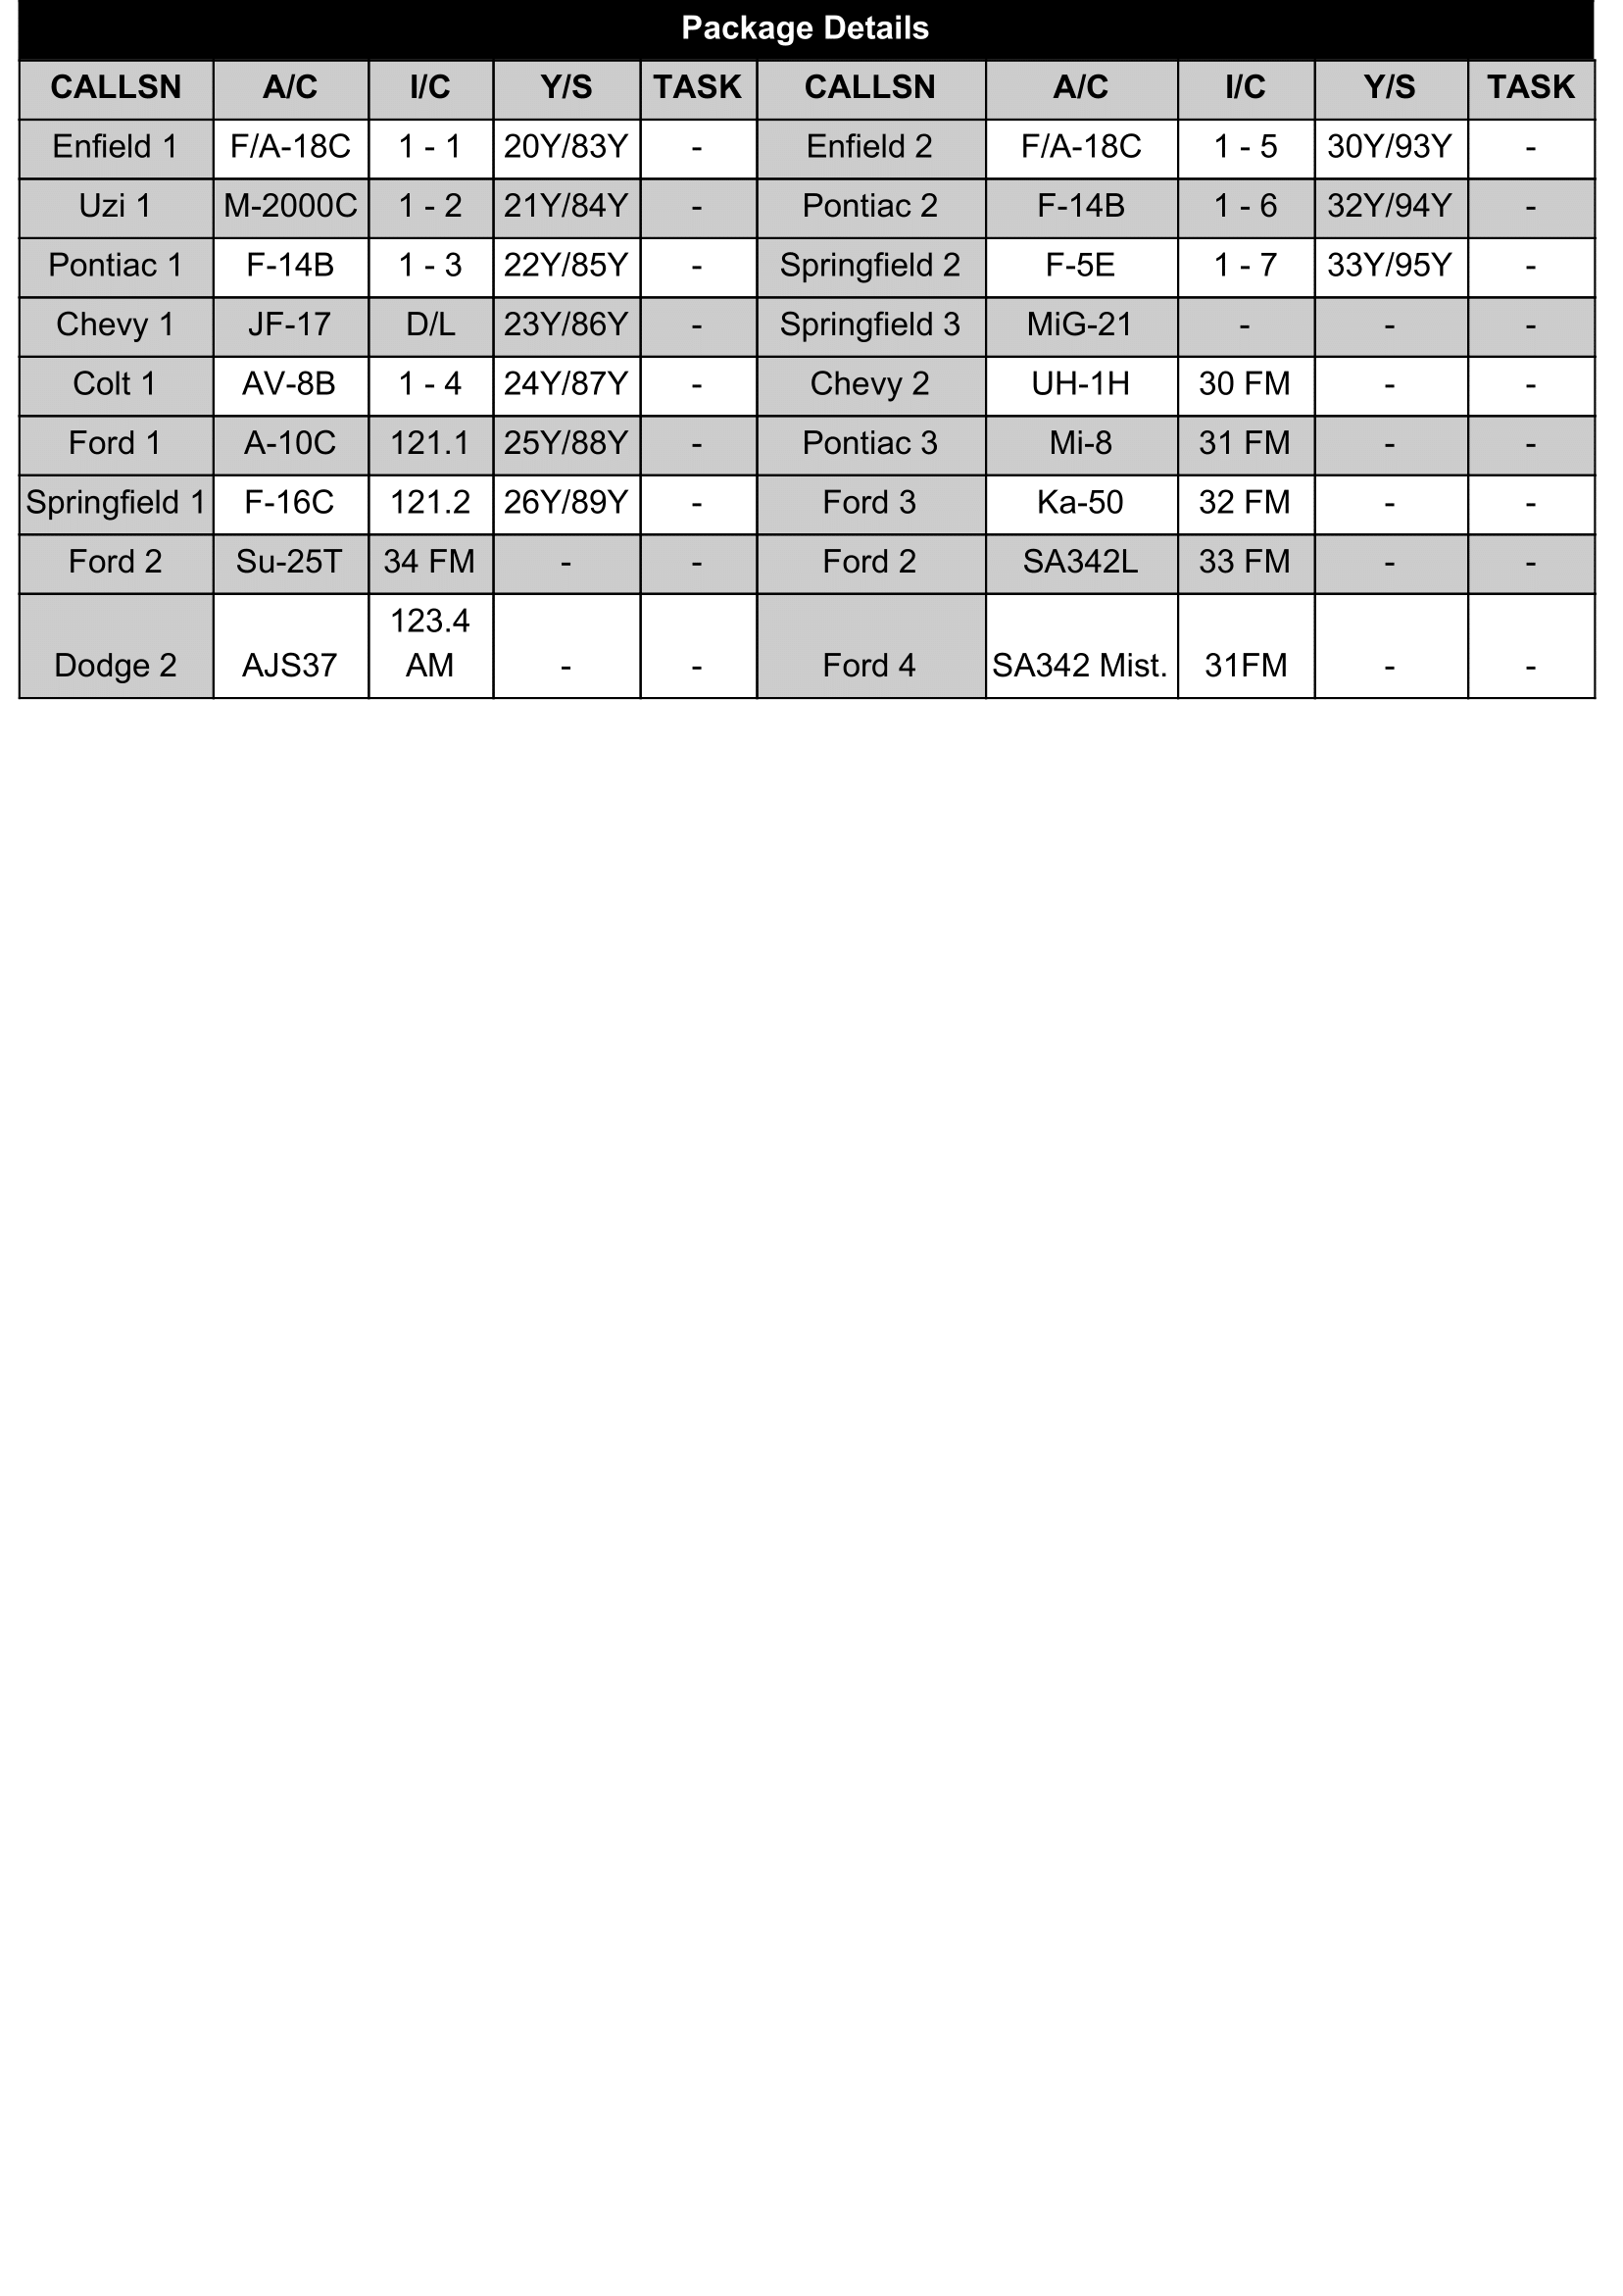 Package Details
CALLSN A/C I/C Y/S TASK CALLSN A/C I/C Y/S TASK
Enfield 1 F/A-18C 1 - 1 20Y/83Y - Enfield 2 F/A-18C 1 - 5 30Y/93Y -
Uzi 1 M-2000C 1 - 2 21Y/84Y - Pontiac 2 F-14B 1 - 6 32Y/94Y -
Pontiac 1 F-14B 1 - 3 22Y/85Y - Springfield 2 F-5E 1 - 7 33Y/95Y -
Chevy 1 JF-17 D/L 23Y/86Y - Springfield 3 MiG-21 - - -
Colt 1 AV-8B 1 - 4 24Y/87Y - Chevy 2 UH-1H 30 FM - -
Ford 1 A-10C 121.1 25Y/88Y - Pontiac 3 Mi-8 31 FM - -
Springfield 1 F-16C 121.2 26Y/89Y - Ford 3 Ka-50 32 FM - -
Ford 2 Su-25T 34 FM - - Ford 2 SA342L 33 FM - -
123.4
Dodge 2 AJS37 AM - - Ford 4 SA342 Mist. 31FM - -